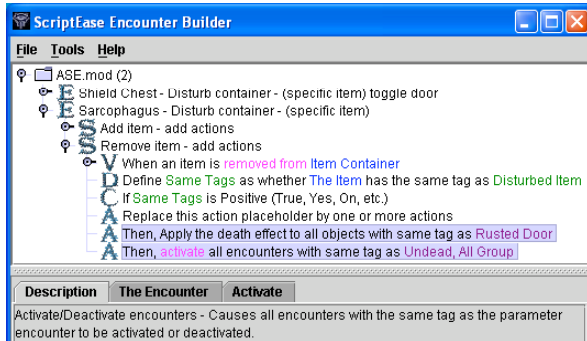 ScriptEase Encounter Builder
File Tools Help
ASE.mod (2)
E Shield Chest - Disturb container - (specific item) toggle door
E Sarcophagus - Disturb container - (specific item)
S Add item - add actions
S Remove item - add actions
V When an item is removed from Item Container
D Define Same Tags as whether The Item has the same tag as Disturbed Item
C If Same Tags is Positive (True, Yes, On, etc.)
A Replace this action placeholder by one or more actions
A Then, Apply the death effect to all objects with same tag as Rusted Door
A Then, activate all encounters with same tag as Undead, All Group
Description The Encounter Activate
Activate/Deactivate encounters - Causes all encounters with the same tag as the parameter
encounter to be activated or deactivated.